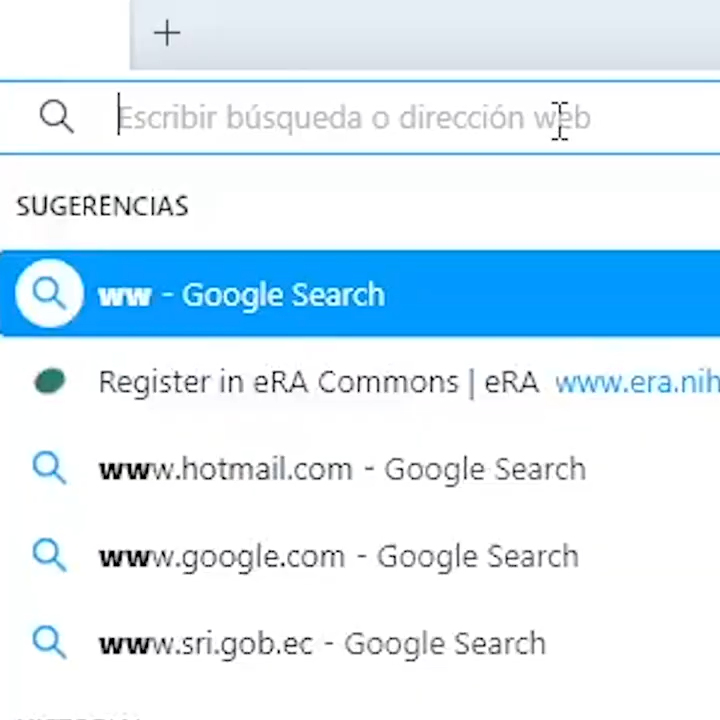 Escribir búsqueda o dirección web
SUGERENCIAS
ww - Google Search
Register in eRA Commons | eRA www.era.nih
www.hotmail.com - Google Search
www.google.com - Google Search
www.sri.gob.ec - Google Search